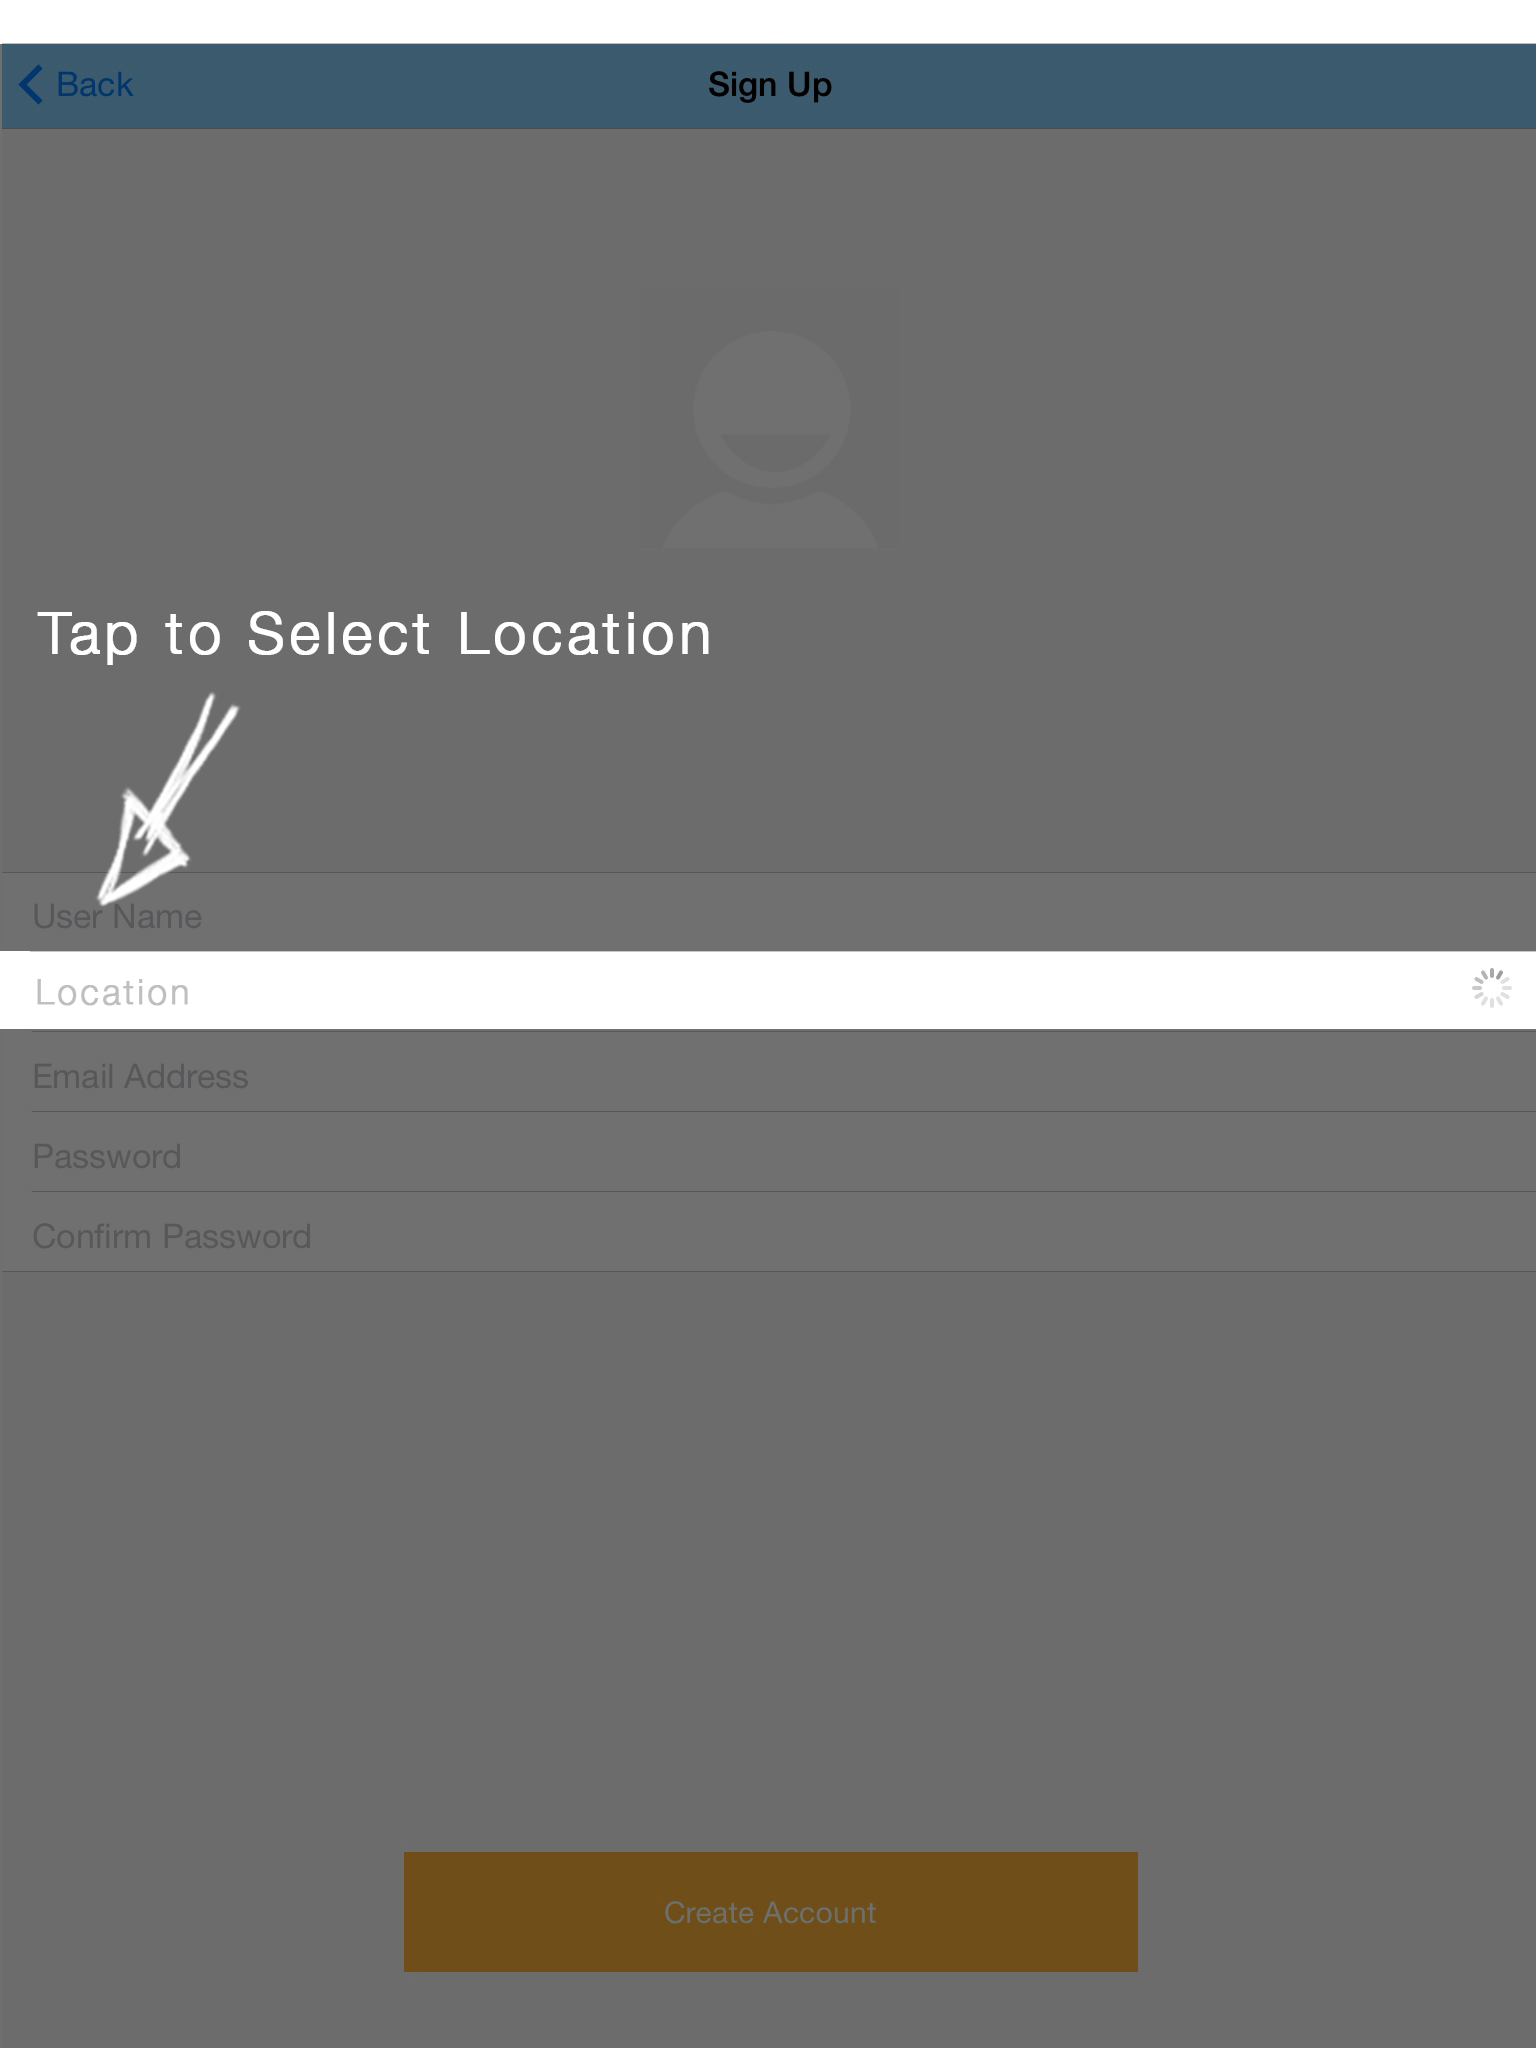 Back
Sign Up
Tap to Select Location
User Name
Location
Email Address
Password
Confirm Password
Create Account